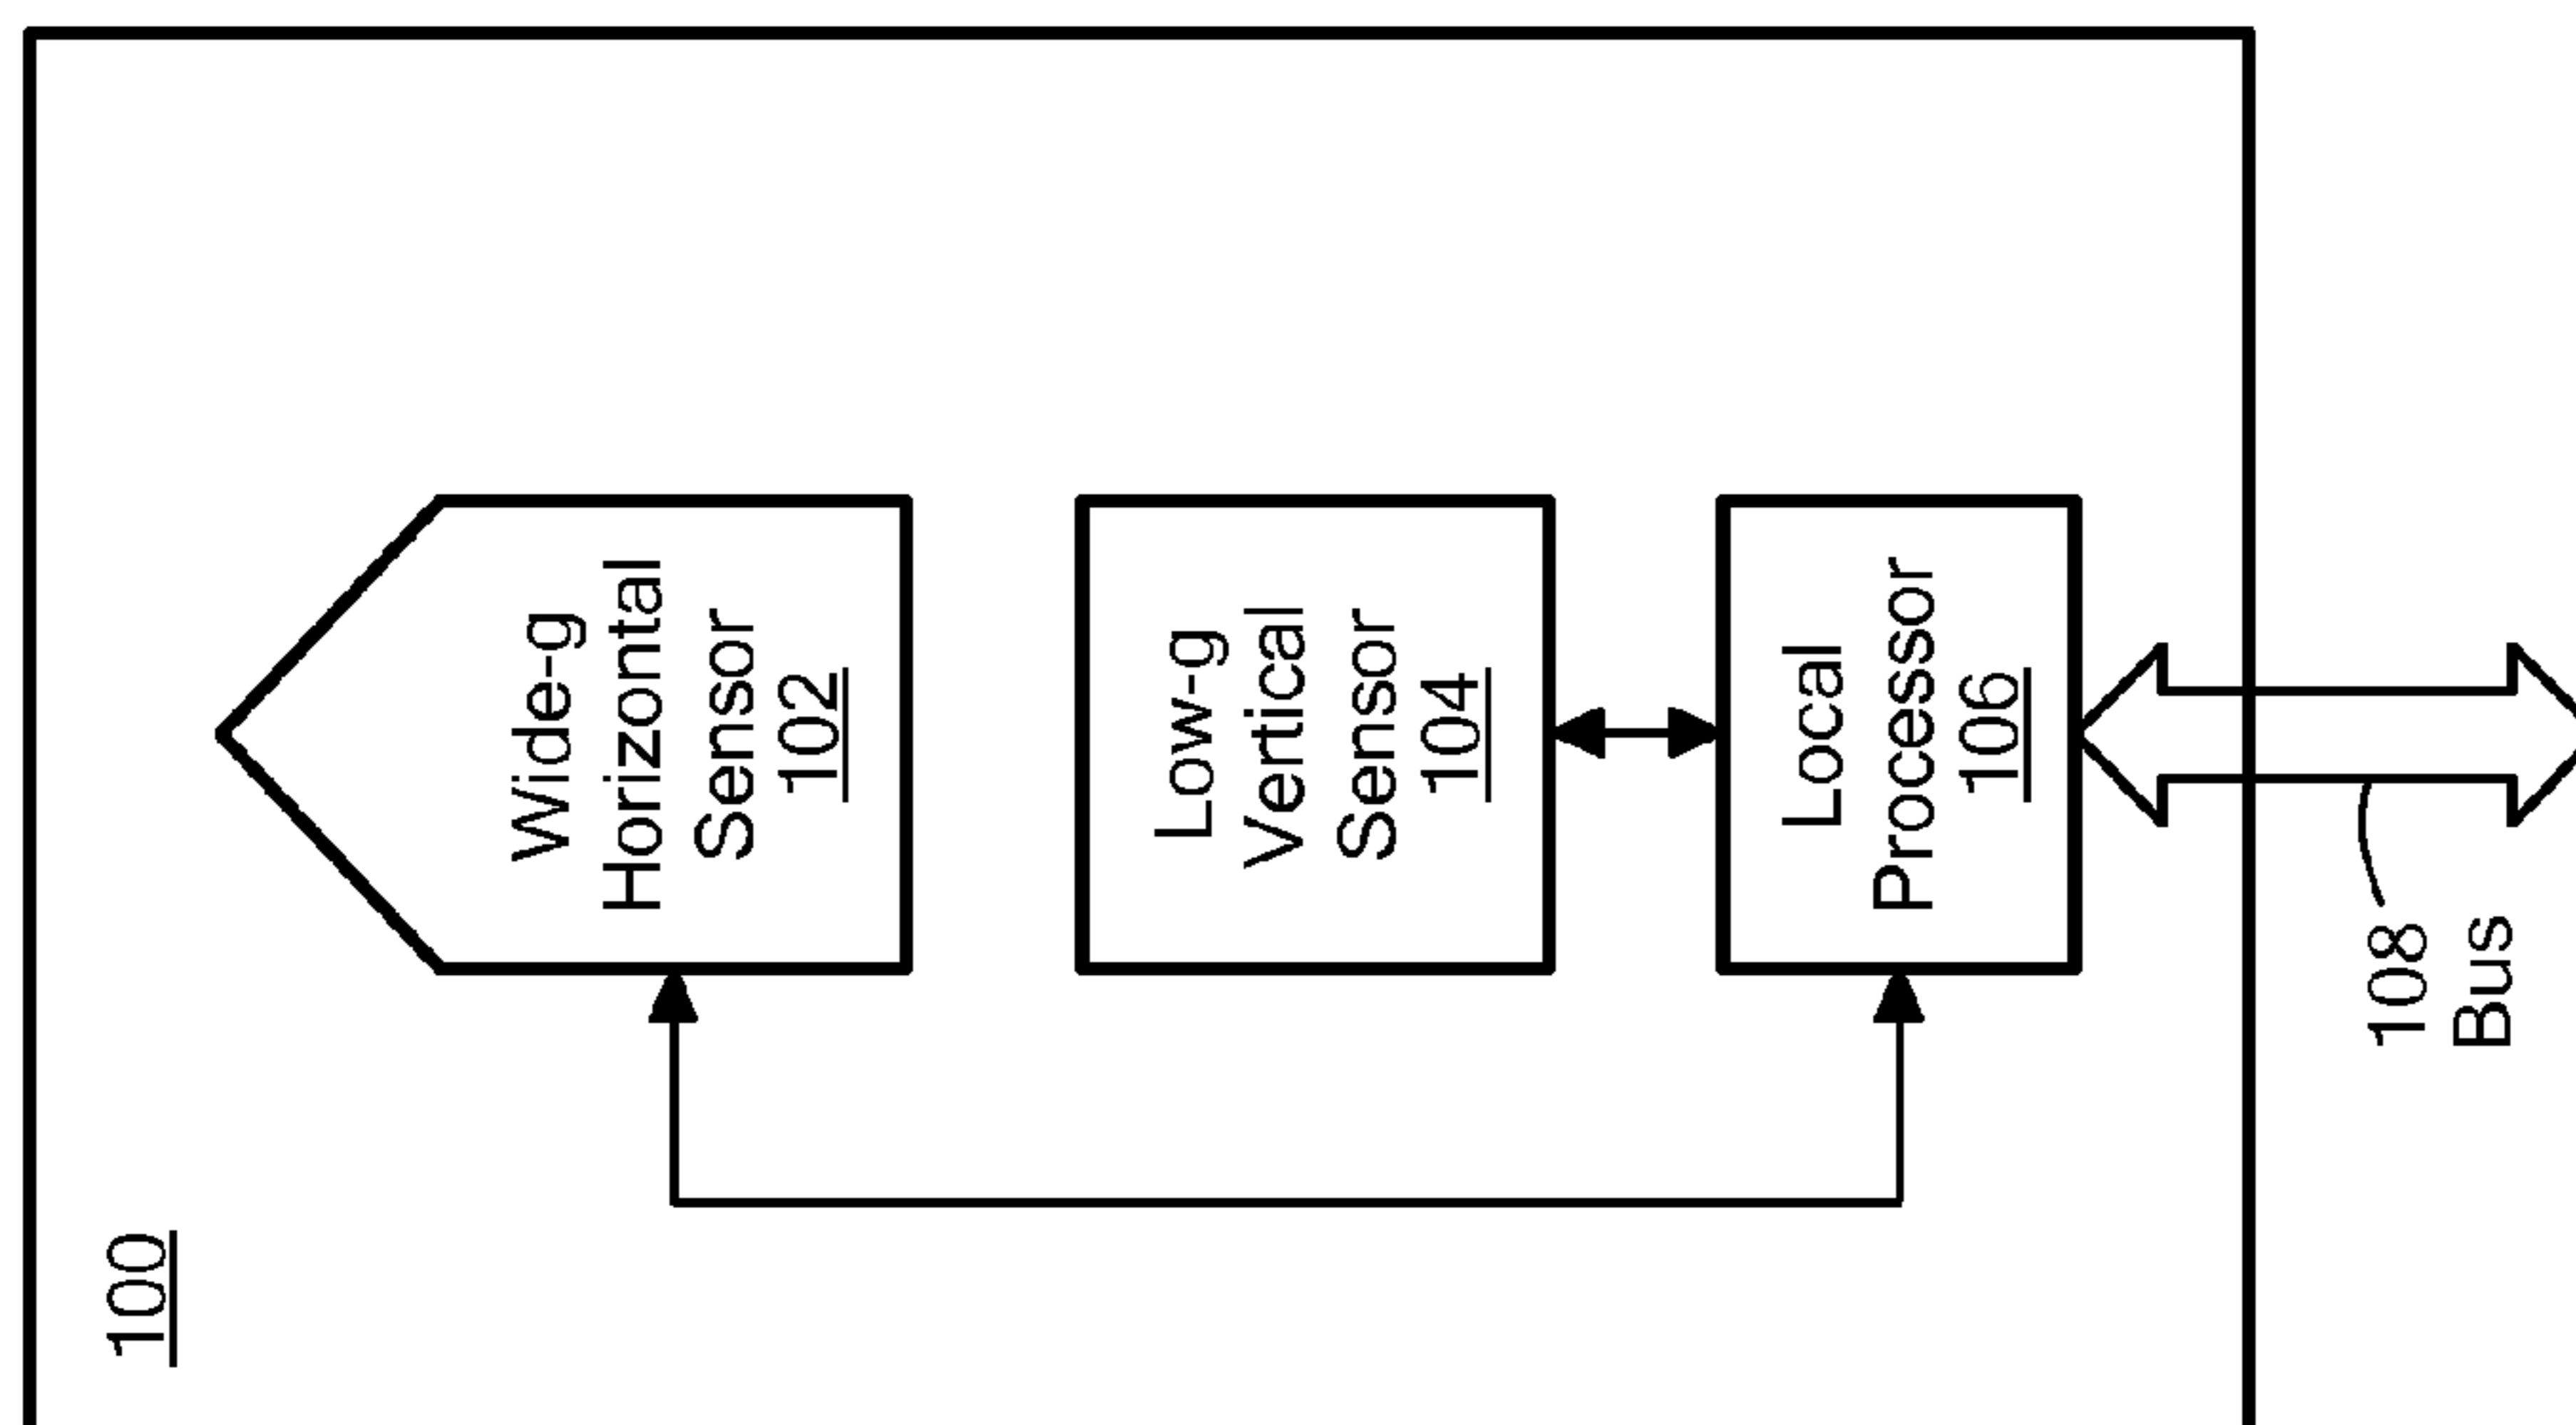 100
Wide-g
Horizontal
Sensor
102
Low-g
Vertical
Sensor
104
Local
Processor
106
108
Bus